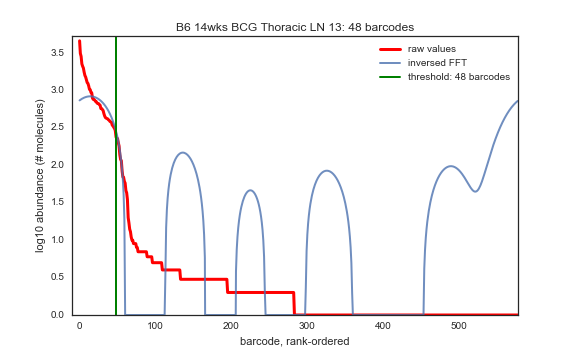 B6 14wks BCG Thoracic LN 13: 48 barcodes
raw values
inversed FFT
threshold: 48 barcodes
log10 abundance (# molecules)
3.5
3.0
2.5
2.0
1.5
1.0
0.5
0.0
0 100 200 300 400 500
barcode, rank-ordered